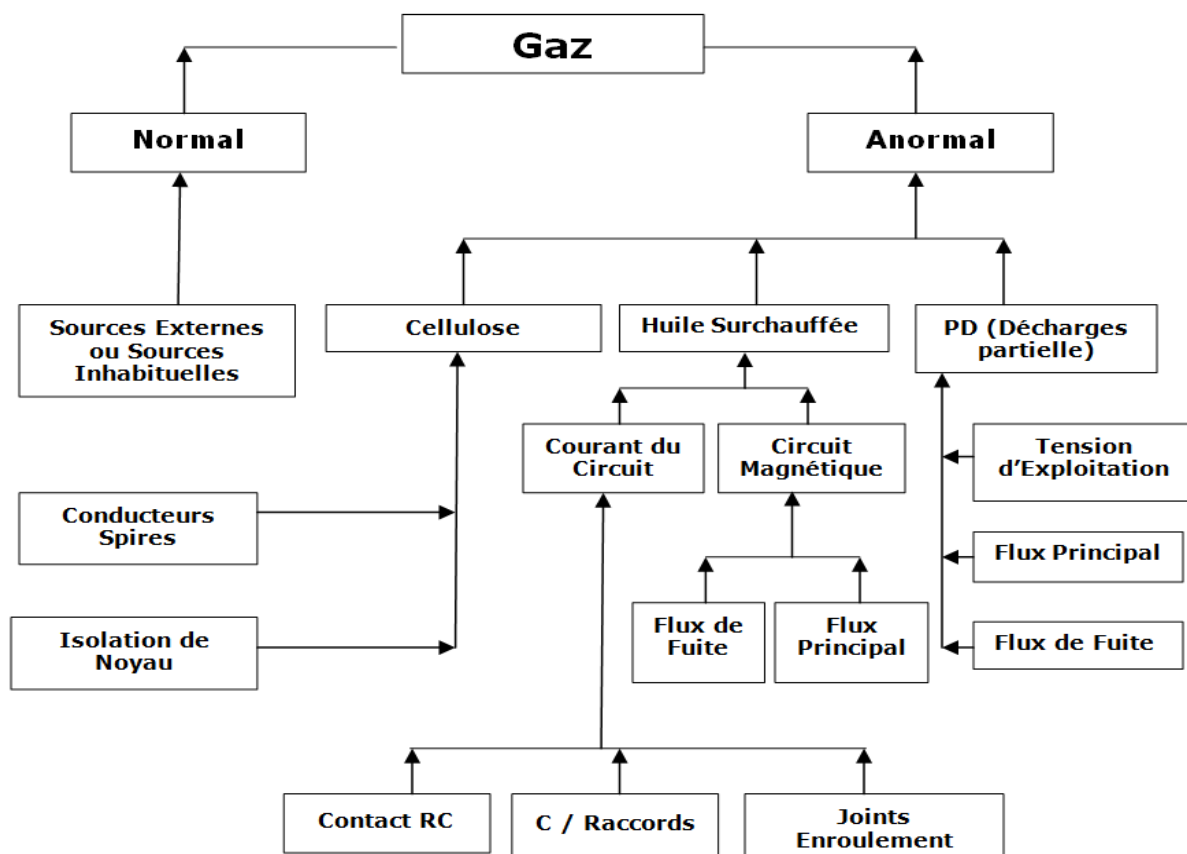 Gaz
Normal
Anormal
Sources Externes
ou Sources
Inhabituelles
Cellulose
Huile Surchauffée
PD (Décharges
partielle)
Courant du
Circuit
Circuit
Magnétique
Tension
d’Exploitation
Conducteurs
Spires
Flux Principal
Isolation de
Noyau
Flux de
Fuite
Flux
Principal
Flux de Fuite
Contact RC
C / Raccords
Joints
Enroulement